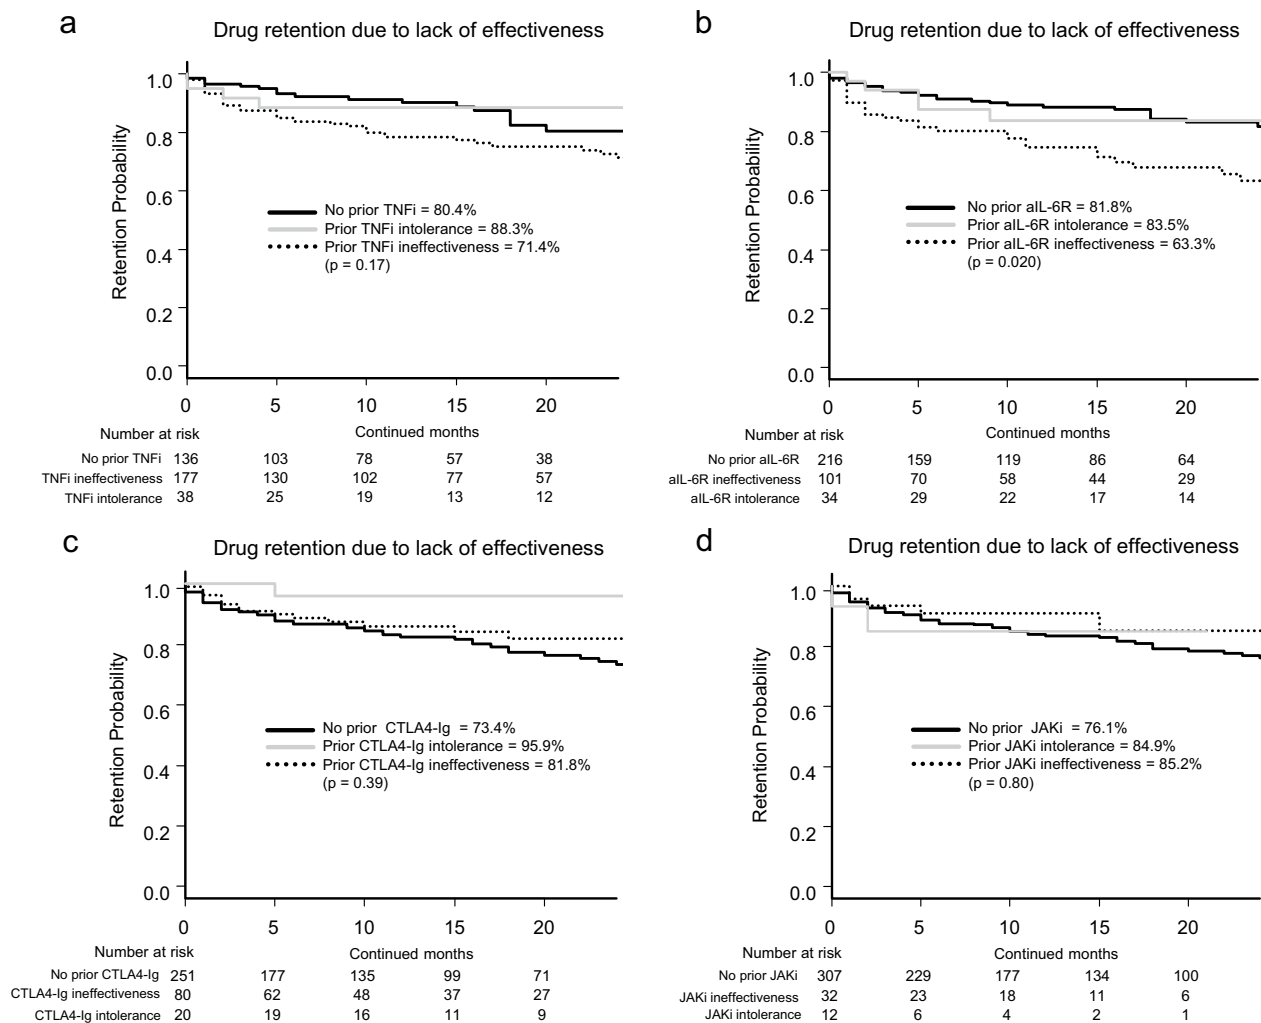 a
Drug retention due to lack of effectiveness
Retention Probability
1.0
0.8
0.6
0.4
0.2
0.0
No prior TNFi = 80.4%
Prior TNFi intolerance = 88.3%
Prior TNFi ineffectiveness = 71.4%
(p = 0.17)
0 5 10 15 20
Number at risk Continued months
No prior TNFi 136 103 78 57 38
TNFi ineffectiveness 177 130 102 77 57
TNFi intolerance 38 25 19 13 12
b
Drug retention due to lack of effectiveness
Retention Probability
1.0
0.8
0.6
0.4
0.2
0.0
No prior aIL-6R = 81.8%
Prior aIL-6R intolerance = 83.5%
Prior aIL-6R ineffectiveness = 63.3%
(p = 0.020)
0 5 10 15 20
Number at risk Continued months
No prior aIL-6R 216 159 119 86 64
aIL-6R ineffectiveness 101 70 58 44 29
aIL-6R intolerance 34 29 22 17 14
c
Drug retention due to lack of effectiveness
Retention Probability
1.0
0.8
0.6
0.4
0.2
0.0
No prior CTLA4-Ig = 73.4%
Prior CTLA4-Ig intolerance = 95.9%
Prior CTLA4-Ig ineffectiveness = 81.8%
(p = 0.39)
0 5 10 15 20
Number at risk Continued months
No prior CTLA4-Ig 251 177 135 99 71
CTLA4-Ig ineffectiveness 80 62 48 37 27
CTLA4-Ig intolerance 20 19 16 11 9
d
Drug retention due to lack of effectiveness
Retention Probability
1.0
0.8
0.6
0.4
0.2
0.0
No prior JAKi = 76.1%
Prior JAKi intolerance = 84.9%
Prior JAKi ineffectiveness = 85.2%
(p = 0.80)
0 5 10 15 20
Number at risk Continued months
No prior JAKi 307 229 177 134 100
JAKi ineffectiveness 32 23 18 11 6
JAKi intolerance 12 6 4 2 1